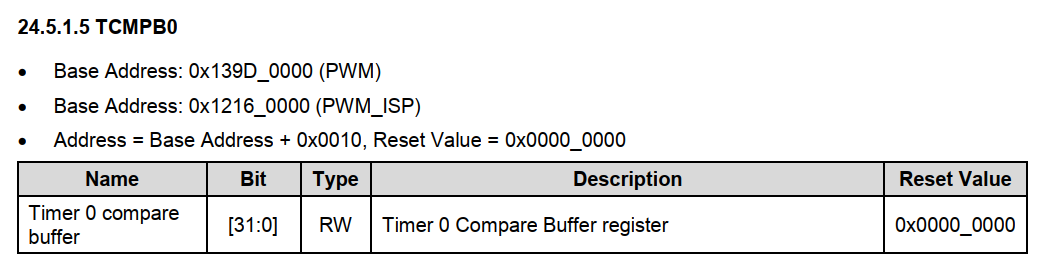 24.5.1.5 TCMPB0
• Base Address: 0x139D_0000 (PWM)
• Base Address: 0x1216_0000 (PWM_ISP)
• Address = Base Address + 0x0010, Reset Value = 0x0000_0000
Name Bit Type Description Reset Value
Timer 0 compare
buffer
[31:0] RW Timer 0 Compare Buffer register 0x0000_0000